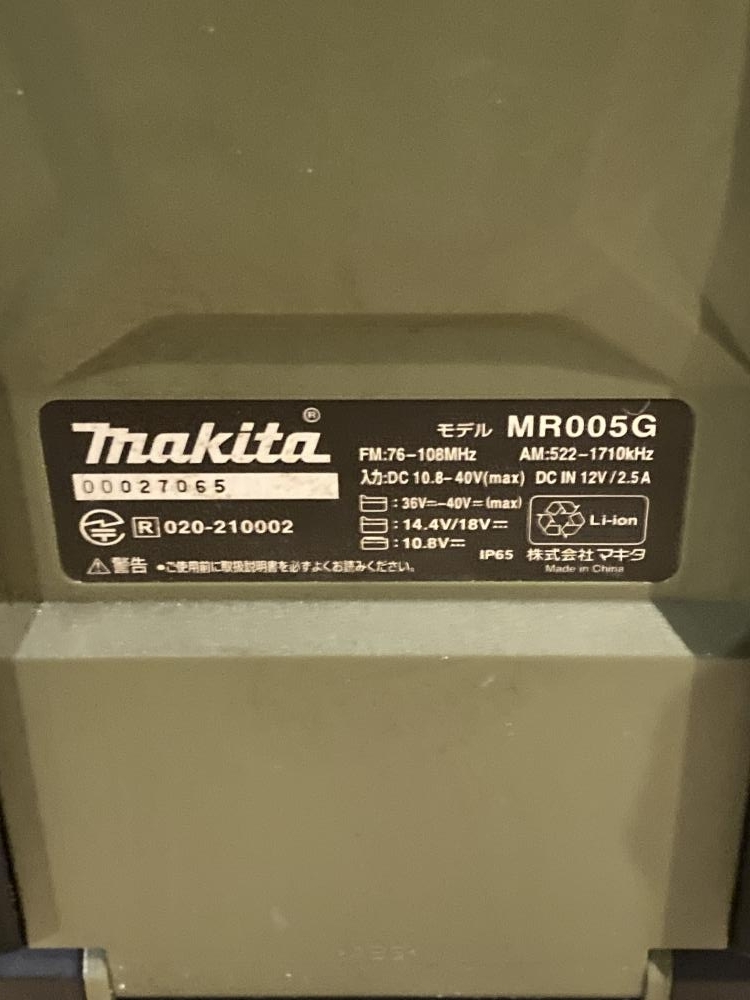 makita®
モデル MR005G
FM:76-108MHz AM:522-1710kHz
00027065
入力:DC 10.8-40V(max) DC IN 12V/2.5A
:36V⎓-40V⎓(max)
R 020-210002
:14.4V/18V⎓
Li-ion
:10.8V⎓
IP65 株式会社マキタ
⚠警告 •ご使用前に取扱説明書を必ずよくお読みください。
Made in China